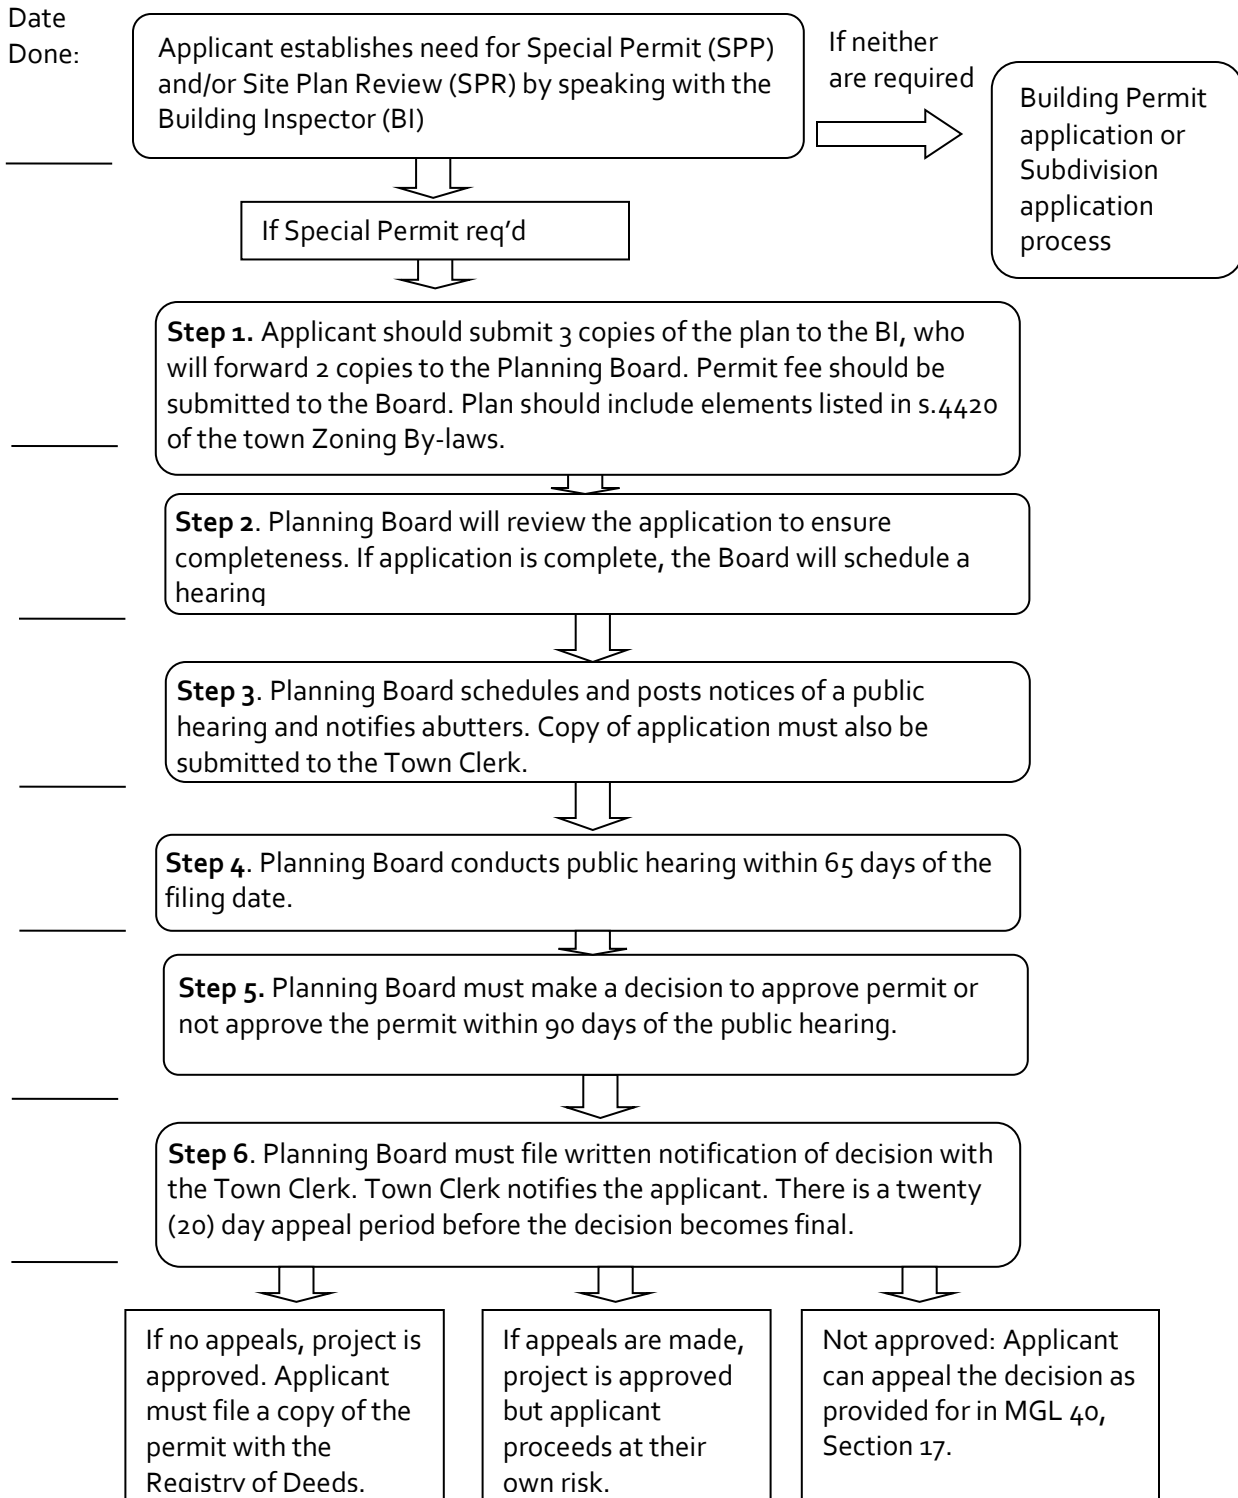 Date
Done:
Applicant establishes need for Special Permit (SPP)
and/or Site Plan Review (SPR) by speaking with the
Building Inspector (BI)
If neither
are required
Building Permit
application or
Subdivision
application
process
If Special Permit req'd
Step 1. Applicant should submit 3 copies of the plan to the BI, who
will forward 2 copies to the Planning Board. Permit fee should be
submitted to the Board. Plan should include elements listed in s.4420
of the town Zoning By-laws.
Step 2. Planning Board will review the application to ensure
completeness. If application is complete, the Board will schedule a
hearing
Step 3. Planning Board schedules and posts notices of a public
hearing and notifies abutters. Copy of application must also be
submitted to the Town Clerk.
Step 4. Planning Board conducts public hearing within 65 days of the
filing date.
Step 5. Planning Board must make a decision to approve permit or
not approve the permit within 90 days of the public hearing.
Step 6. Planning Board must file written notification of decision with
the Town Clerk. Town Clerk notifies the applicant. There is a twenty
(20) day appeal period before the decision becomes final.
If no appeals, project is
approved. Applicant
must file a copy of the
permit with the
Registry of Deeds.
If appeals are made,
project is approved
but applicant
proceeds at their
own risk.
Not approved: Applicant
can appeal the decision as
provided for in MGL 40,
Section 17.